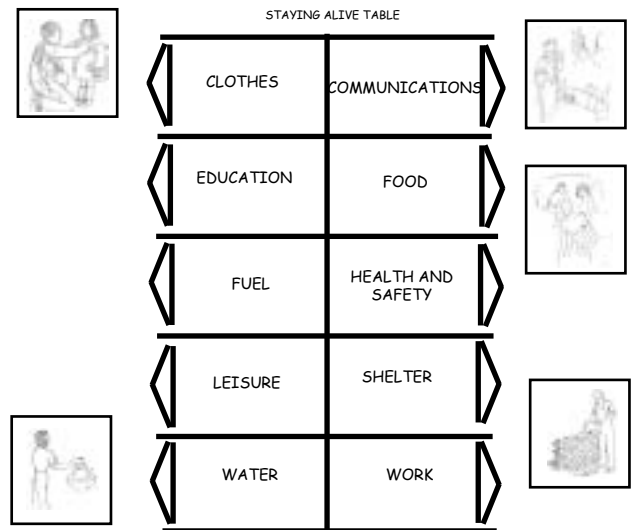 STAYING ALIVE TABLE
CLOTHES
COMMUNICATIONS
EDUCATION
FOOD
FUEL
HEALTH AND
SAFETY
LEISURE
SHELTER
WATER
WORK